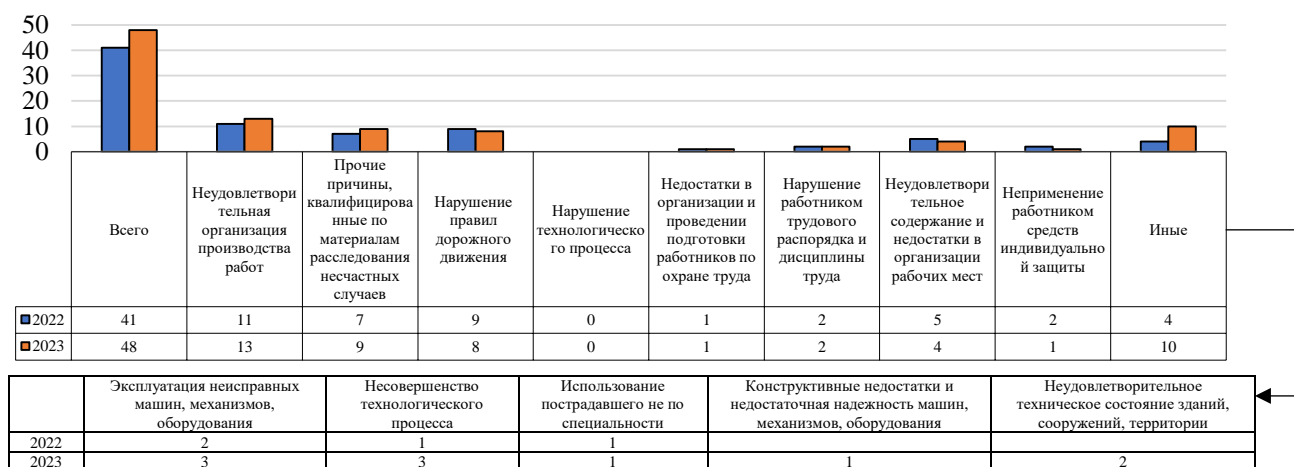 50
40
30
20
10
0
Всего
Неудовлетвори
тельная
организация
производства
работ
Прочие
причины,
квалифицирова
нные по
материалам
расследования
несчастных
случаев
Нарушение
правил
дорожного
движения
Нарушение
технологическо
го процесса
Недостатки в
организации и
проведении
подготовки
работников по
охране труда
Нарушение
работником
трудового
распорядка и
дисциплины
труда
Неудовлетвори
тельное
содержание и
недостатки в
организации
рабочих мест
Неприменение
работником
средств
индивидуально
й защиты
Иные
2022 41 11 7 9 0 1 2 5 2 4
2023 48 13 9 8 0 1 2 4 1 10
Эксплуатация неисправных
машин, механизмов,
оборудования
Несовершенство
технологического
процесса
Использование
пострадавшего не по
специальности
Конструктивные недостатки и
недостаточная надежность машин,
механизмов, оборудования
Неудовлетворительное
техническое состояние зданий,
сооружений, территории
2022 2 1 1
2023 3 3 1 1 2